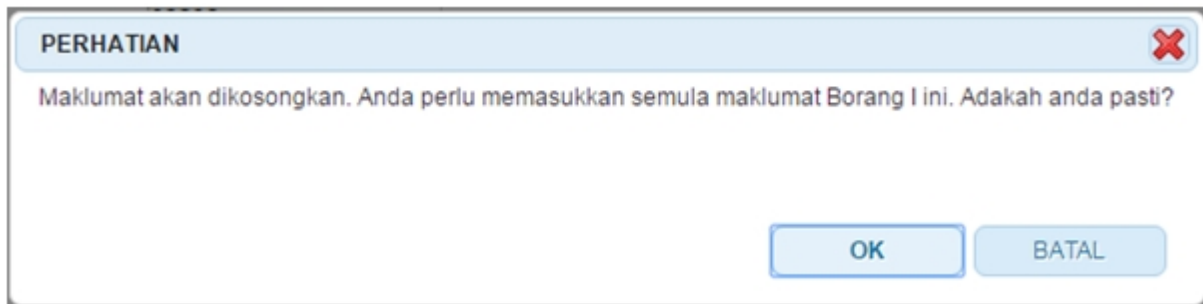 PERHATIAN
Maklumat akan dikosongkan. Anda perlu memasukkan semula maklumat Borang I ini. Adakah anda pasti?
OK
BATAL